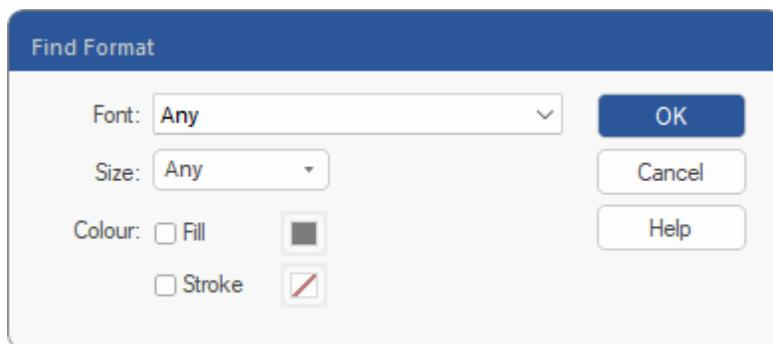 Find Format
Font: Any OK
Size: Any Cancel
Colour: Fill Help
Stroke